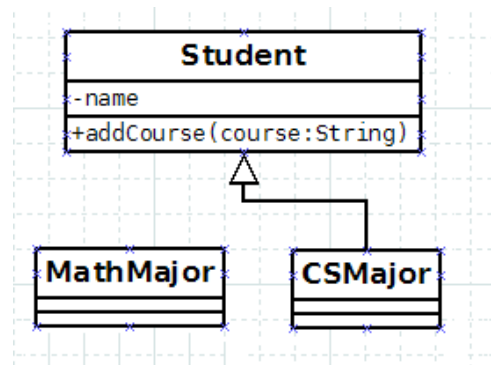 Student
-name
+addCourse(course:String)
MathMajor
CSMajor